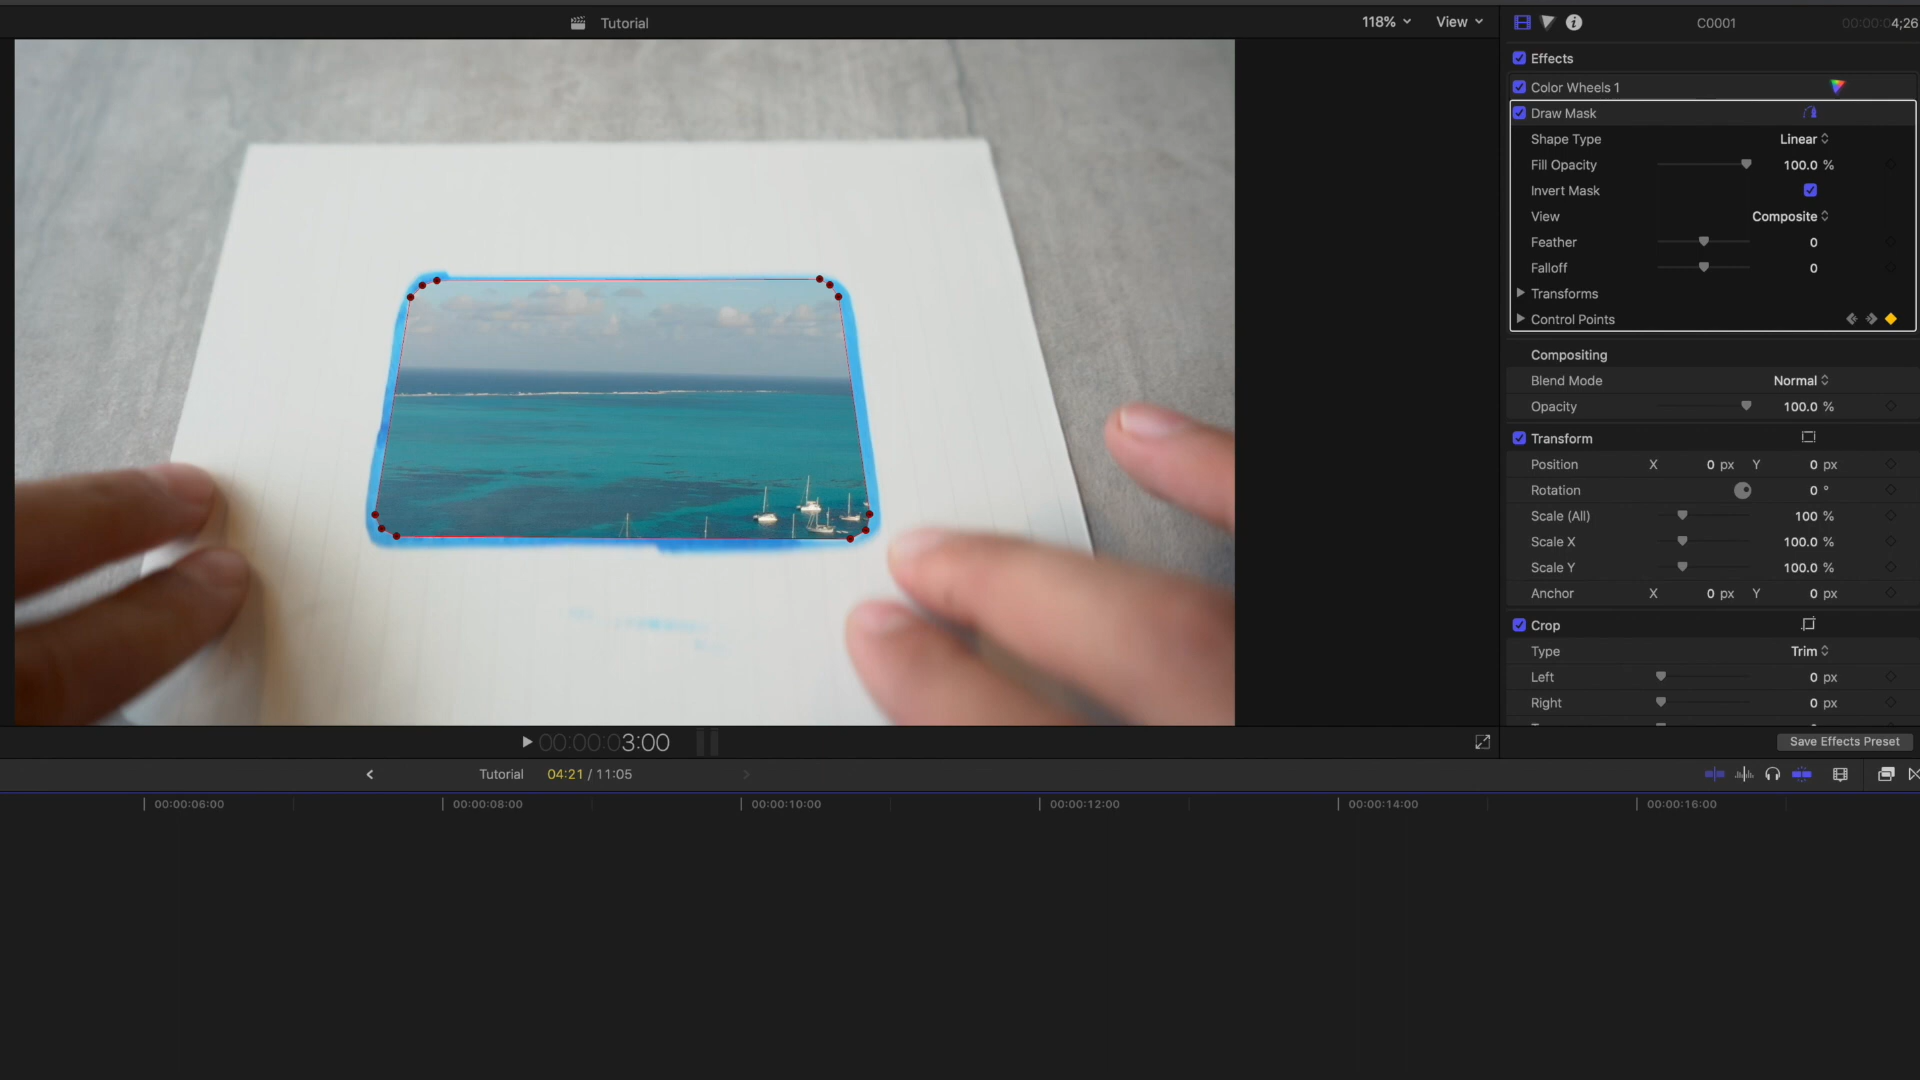 Tutorial
118%
View
C0001
00:00:04;26
Effects
Color Wheels 1
Draw Mask
Shape Type Linear
Fill Opacity 100.0 %
Invert Mask
View Composite
Feather 0
Falloff 0
Transforms
Control Points
Compositing
Blend Mode Normal
Opacity 100.0 %
Transform
Position X 0 px Y 0 px
Rotation 0 °
Scale (All) 100 %
Scale X 100.0 %
Scale Y 100.0 %
Anchor X 0 px Y 0 px
Crop
Type Trim
Left 0 px
Right 0 px
00:00:03:00
Save Effects Preset
Tutorial 04:21 / 11:05
00:00:06:00 00:00:08:00 00:00:10:00 00:00:12:00 00:00:14:00 00:00:16:00